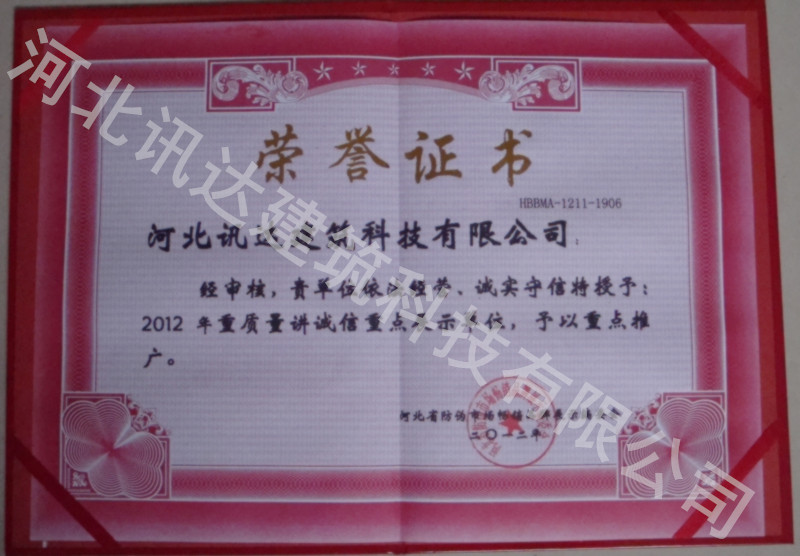 荣誉证书
HBBMA-1211-1906
河北讯达建筑科技有限公司:
经审核，贵单位依法经营、诚实守信特授予:
2012 年重质量讲诚信重点展示单位，予以重点推
广。
河北省防伪市场
二〇一二年
河北讯达建筑科技有限公司